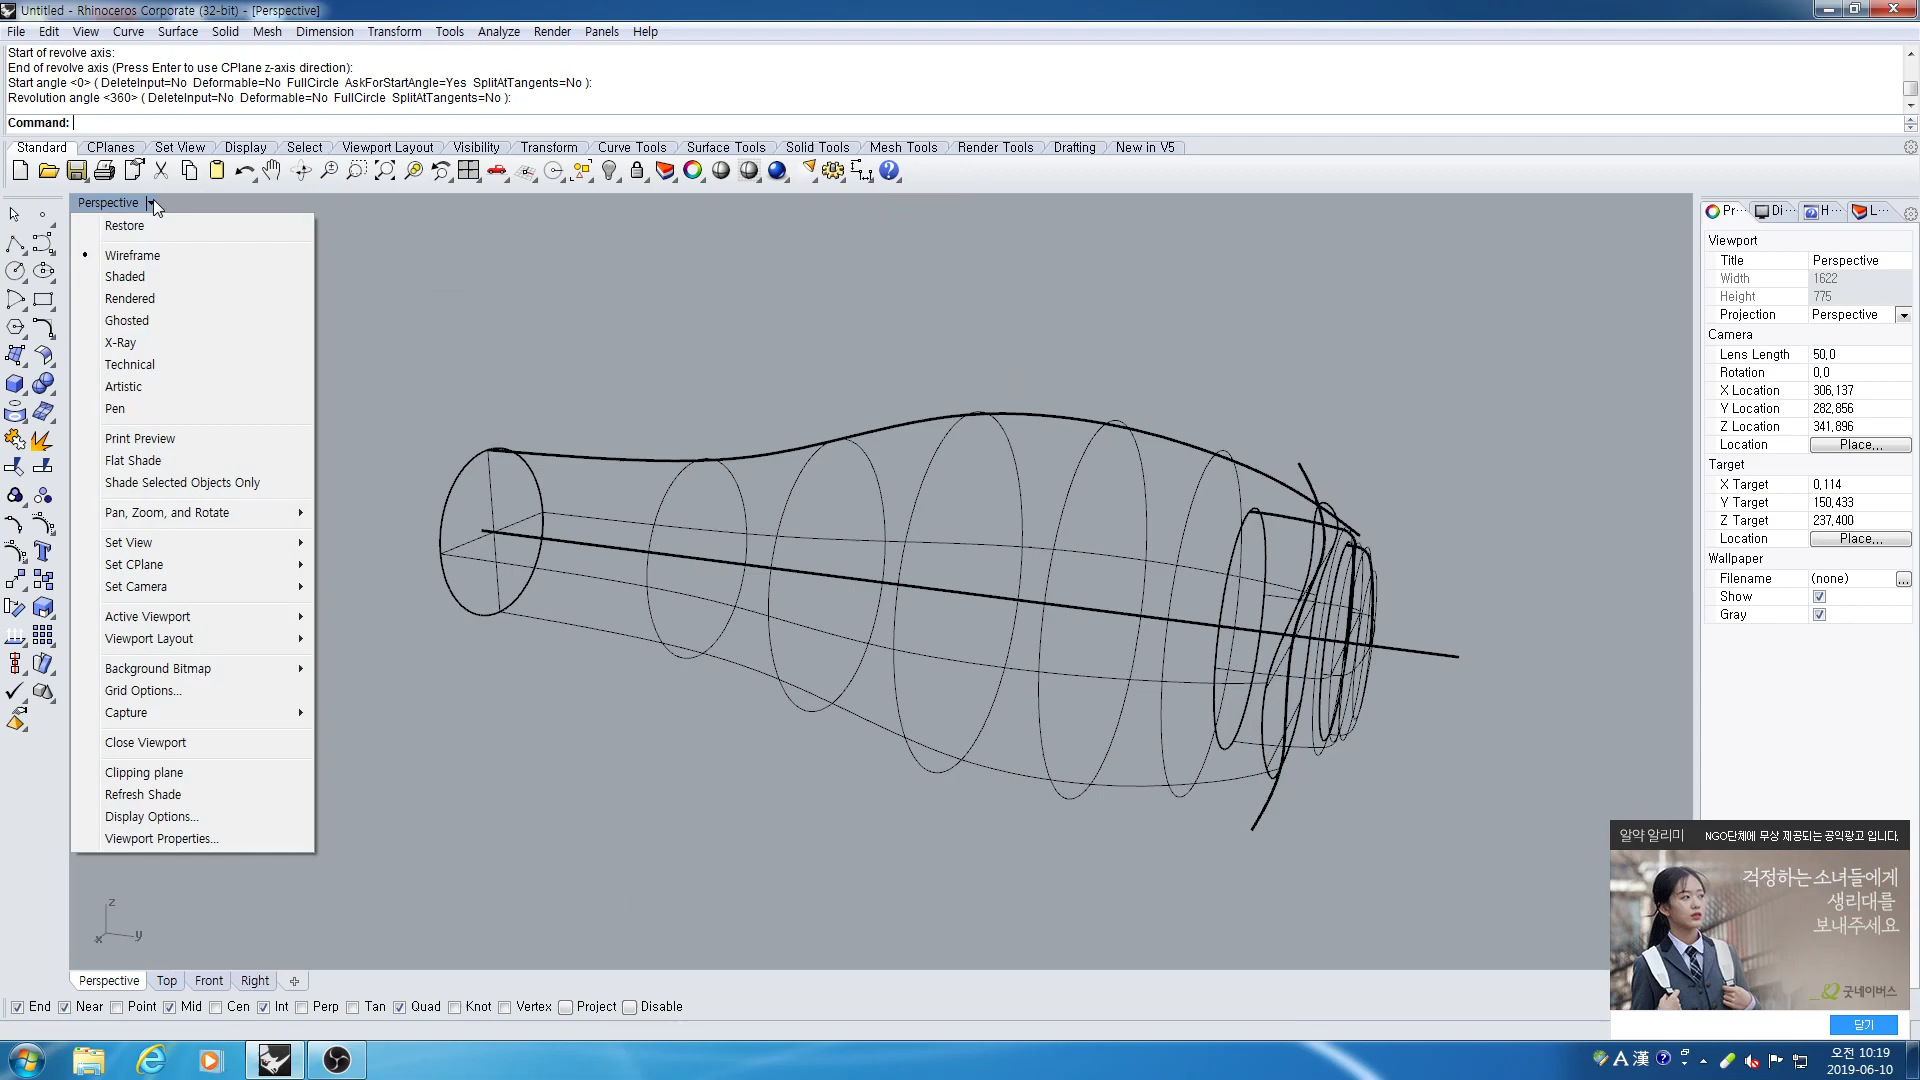 Untitled - Rhinoceros Corporate (32-bit) - [Perspective]
File Edit View Curve Surface Solid Mesh Dimension Transform Tools Analyze Render Panels Help
Start of revolve axis:
End of revolve axis (Press Enter to use CPlane z-axis direction):
Start angle <0> ( DeleteInput=No Deformable=No FullCircle AskForStartAngle=Yes SplitAtTangents=No ):
Revolution angle <360> ( DeleteInput=No Deformable=No FullCircle SplitAtTangents=No ):
Command:
Standard CPlanes Set View Display Select Viewport Layout Visibility Transform Curve Tools Surface Tools Solid Tools Mesh Tools Render Tools Drafting New in V5
Perspective
Restore
Wireframe
Shaded
Rendered
Ghosted
X-Ray
Technical
Artistic
Pen
Print Preview
Flat Shade
Shade Selected Objects Only
Pan, Zoom, and Rotate
Set View
Set CPlane
Set Camera
Active Viewport
Viewport Layout
Background Bitmap
Grid Options...
Capture
Close Viewport
Clipping plane
Refresh Shade
Display Options...
Viewport Properties...
z
x y
Pr... Di... H... L...
Viewport
Title Perspective
Width 1622
Height 775
Projection Perspective
Camera
Lens Length 50,0
Rotation 0,0
X Location 306,137
Y Location 282,856
Z Location 341,896
Location Place...
Target
X Target 0,114
Y Target 150,433
Z Target 237,400
Location Place...
Wallpaper
Filename (none) ...
Show
Gray
알약 알리미 NGO단체에 무상 제공되는 공익광고 입니다.
걱정하는 소녀들에게
생리대를
보내주세요
굿네이버스
닫기
Perspective Top Front Right
End Near Point Mid Cen Int Perp Tan Quad Knot Vertex Project Disable
A 漢
오전 10:19
2019-06-10